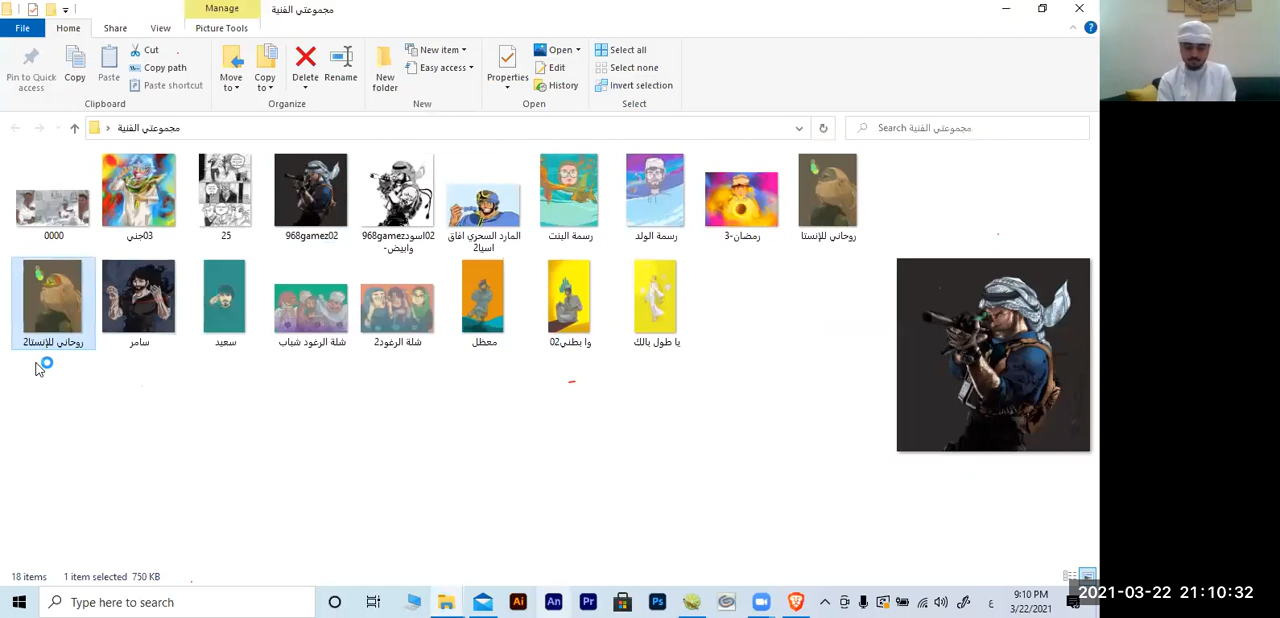 Manage
مجموعتي الفنية
File
Home
Share
View
Picture Tools
Pin to Quick access
Copy
Paste
Cut
Copy path
Paste shortcut
Clipboard
Move to
Copy to
Delete
Rename
Organize
New folder
New item
Easy access
New
Properties
Open
Edit
History
Open
Select all
Select none
Invert selection
Select
مجموعتي الفنية
Search مجموعتي الفنية
0000
03جني
25
968gamez02
968gamez02اسود وابيض-
المارد السحري افاق اسيا2
رسمة البنت
رسمة الولد
رمضان-3
روحاني للإنستا
روحاني للإنستا2
سامر
سعيد
شلة الرغود شباب
شلة الرغود2
معطل
وا بطني02
يا طول بالك
18 items
1 item selected 750 KB
Type here to search
Ai
An
Pr
Ps
ع
9:10 PM
3/22/2021
2021-03-22 21:10:32